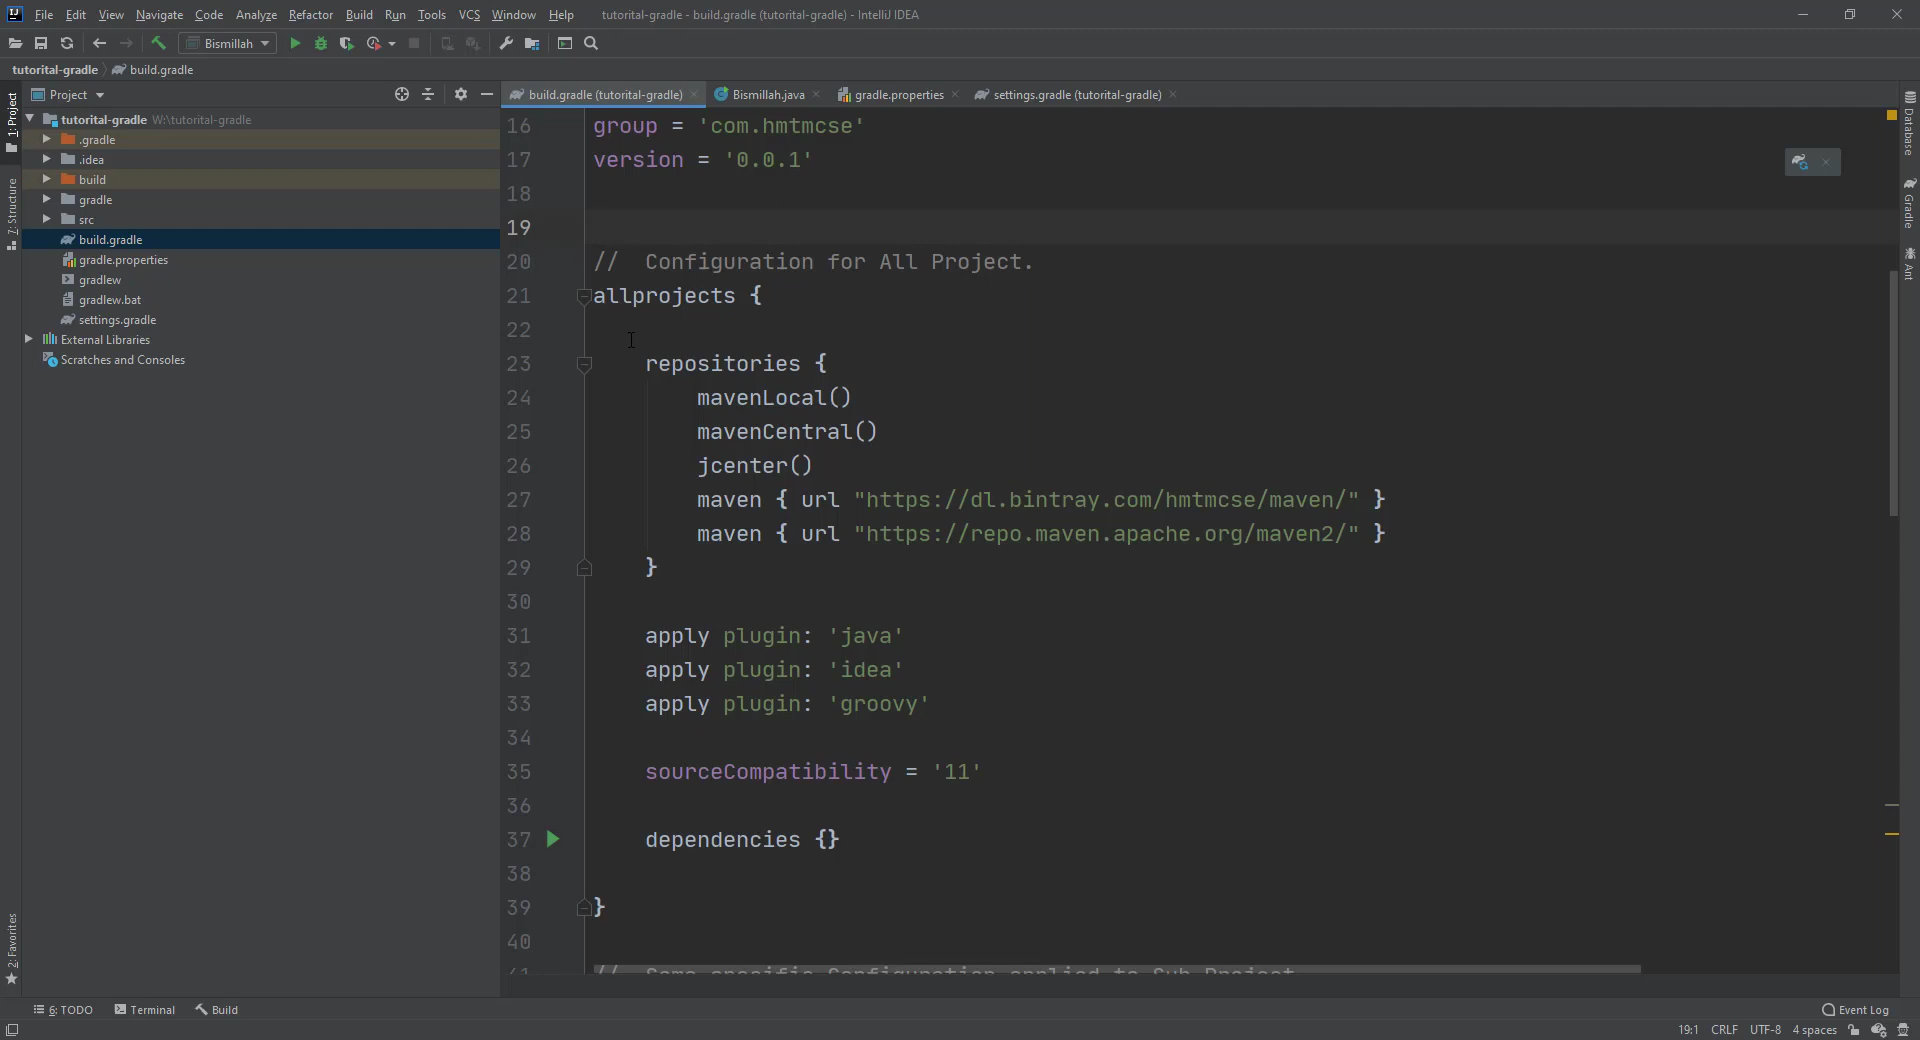 File Edit View Navigate Code Analyze Refactor Build Run Tools VCS Window Help tutorital-gradle - build.gradle (tutorital-gradle) - IntelliJ IDEA
Bismillah
tutorital-gradle build.gradle
Project
build.gradle (tutorital-gradle) Bismillah.java gradle.properties settings.gradle (tutorital-gradle)
tutorital-gradle W:\tutorital-gradle
.gradle
.idea
build
gradle
src
build.gradle
gradle.properties
gradlew
gradlew.bat
settings.gradle
External Libraries
Scratches and Consoles
1: Project
7: Structure
2: Favorites
16 group = 'com.hmtmcse'
17 version = '0.0.1'
18
19
20 //  Configuration for All Project.
21 allprojects {
22
23     repositories {
24         mavenLocal()
25         mavenCentral()
26         jcenter()
27         maven { url "https://dl.bintray.com/hmtmcse/maven/" }
28         maven { url "https://repo.maven.apache.org/maven2/" }
29     }
30
31     apply plugin: 'java'
32     apply plugin: 'idea'
33     apply plugin: 'groovy'
34
35     sourceCompatibility = '11'
36
37     dependencies {}
38
39 }
40
41 //  Some specific Configuration applied to Sub Project
Database
Gradle
Ant
6: TODO Terminal Build Event Log
19:1 CRLF UTF-8 4 spaces